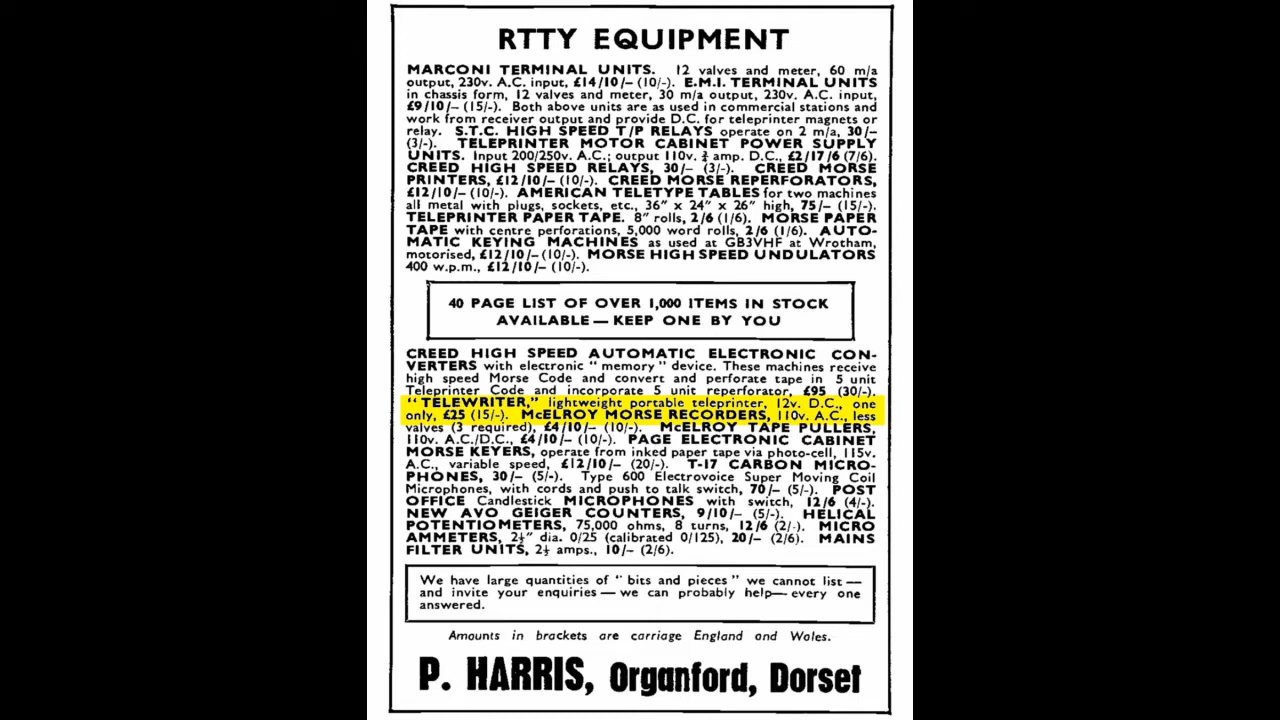 RTTY EQUIPMENT
MARCONI TERMINAL UNITS. 12 valves and meter, 60 m/a
output, 230v. A.C. input, £14/10/– (10/-). E.M.I. TERMINAL UNITS
in chassis form, 12 valves and meter, 30 m/a output, 230v. A.C. input,
£9/10/– (15/-). Both above units are as used in commercial stations and
work from receiver output and provide D.C. for teleprinter magnets or
relay. S.T.C. HIGH SPEED T/P RELAYS operate on 2 m/a, 30/–
(3/-). TELEPRINTER MOTOR CABINET POWER SUPPLY
UNITS. Input 200/250v. A.C.; output 110v. ¾ amp. D.C., £2/17/6 (7/6).
CREED HIGH SPEED RELAYS, 30/– (3/-). CREED MORSE
PRINTERS, £12/10/– (10/-). CREED MORSE REPERFORATORS,
£12/10/– (10/-). AMERICAN TELETYPE TABLES for two machines
all metal with plugs, sockets, etc., 36" x 24" x 26" high, 75/– (15/-).
TELEPRINTER PAPER TAPE. 8" rolls, 2/6 (1/6). MORSE PAPER
TAPE with centre perforations, 5,000 word rolls, 2/6 (1/6). AUTO-
MATIC KEYING MACHINES as used at GB3VHF at Wrotham,
motorised, £12/10/– (10/-). MORSE HIGH SPEED UNDULATORS
400 w.p.m., £12/10/– (10/-).
40 PAGE LIST OF OVER 1,000 ITEMS IN STOCK
AVAILABLE — KEEP ONE BY YOU
CREED HIGH SPEED AUTOMATIC ELECTRONIC CON-
VERTERS with electronic " memory " device. These machines receive
high speed Morse Code and convert and perforate tape in 5 unit
Teleprinter Code and incorporate 5 unit reperforator, £95 (30/-).
" TELEWRITER," lightweight portable teleprinter, 12v. D.C., one
only, £25 (15/-). McELROY MORSE RECORDERS, 110v. A.C., less
valves (3 required), £4/10/– (10/-). McELROY TAPE PULLERS,
110v. A.C./D.C., £4/10/– (10/-). PAGE ELECTRONIC CABINET
MORSE KEYERS, operate from inked paper tape via photo-cell, 115v.
A.C., variable speed, £12/10/– (20/-). T-17 CARBON MICRO-
PHONES, 30/– (5/-). Type 600 Electrovoice Super Moving Coil
Microphones, with cords and push to talk switch, 70/– (5/-). POST
OFFICE Candlestick MICROPHONES with switch, 12/6 (4/-).
NEW AVO GEIGER COUNTERS, 9/10/– (5/-). HELICAL
POTENTIOMETERS, 75,000 ohms, 8 turns, 12/6 (2/-). MICRO
AMMETERS, 2½" dia. 0/25 (calibrated 0/125), 20/– (2/6). MAINS
FILTER UNITS, 2½ amps., 10/– (2/6).
We have large quantities of " bits and pieces " we cannot list —
and invite your enquiries — we can probably help— every one
answered.
Amounts in brackets are carriage England and Wales.
P. HARRIS, Organford, Dorset